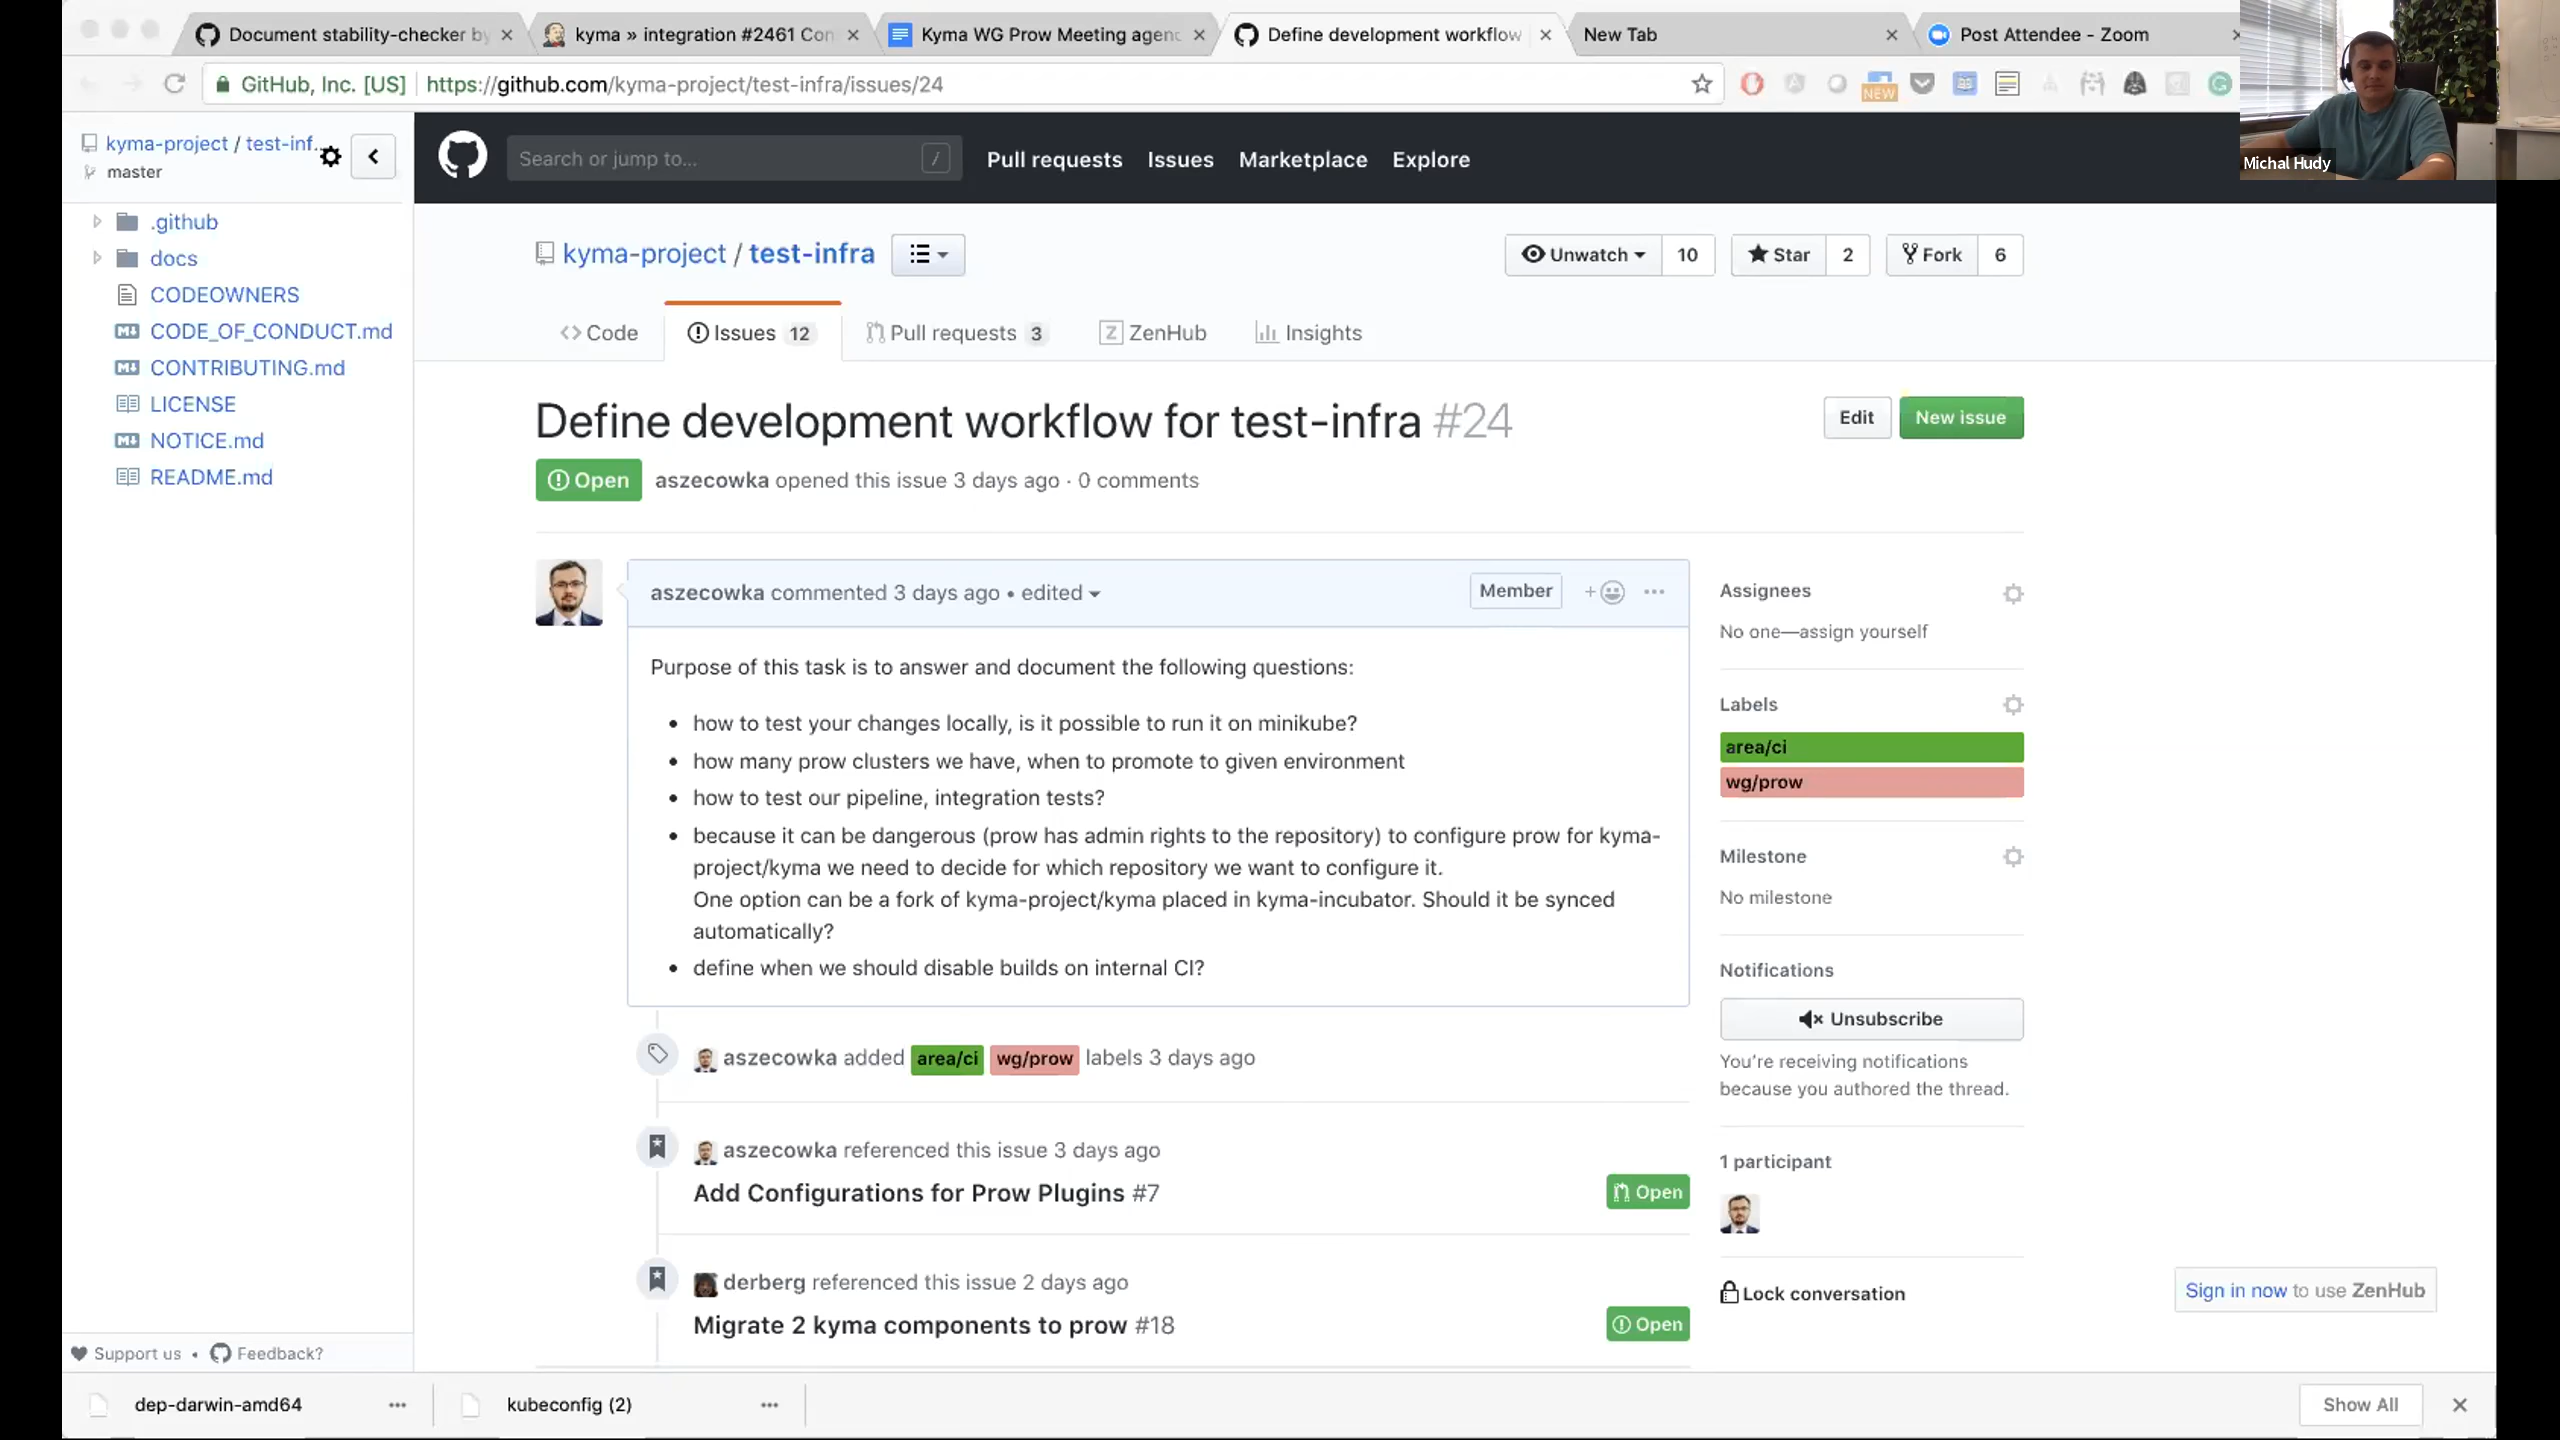 Document stability-checker by
kyma » integration #2461 Con
Kyma WG Prow Meeting agend
Define development workflow
New Tab
Post Attendee - Zoom
GitHub, Inc. [US]
https://github.com/kyma-project/test-infra/issues/24
NEW
Michal Hudy
kyma-project / test-inf...
master
.github
docs
CODEOWNERS
CODE_OF_CONDUCT.md
CONTRIBUTING.md
LICENSE
NOTICE.md
README.md
Support us • Feedback?
Search or jump to... /
Pull requests Issues Marketplace Explore
kyma-project / test-infra
Unwatch 10 Star 2 Fork 6
Code Issues 12 Pull requests 3 ZenHub Insights
Define development workflow for test-infra #24
Edit New issue
Open aszecowka opened this issue 3 days ago · 0 comments
aszecowka commented 3 days ago • edited
Member
Purpose of this task is to answer and document the following questions:
• how to test your changes locally, is it possible to run it on minikube?
• how many prow clusters we have, when to promote to given environment
• how to test our pipeline, integration tests?
• because it can be dangerous (prow has admin rights to the repository) to configure prow for kyma-
project/kyma we need to decide for which repository we want to configure it.
One option can be a fork of kyma-project/kyma placed in kyma-incubator. Should it be synced
automatically?
• define when we should disable builds on internal CI?
aszecowka added area/ci wg/prow labels 3 days ago
aszecowka referenced this issue 3 days ago
Add Configurations for Prow Plugins #7
Open
derberg referenced this issue 2 days ago
Migrate 2 kyma components to prow #18
Open
Assignees
No one—assign yourself
Labels
area/ci
wg/prow
Milestone
No milestone
Notifications
Unsubscribe
You're receiving notifications
because you authored the thread.
1 participant
Lock conversation
Sign in now to use ZenHub
dep-darwin-amd64
kubeconfig (2)
Show All